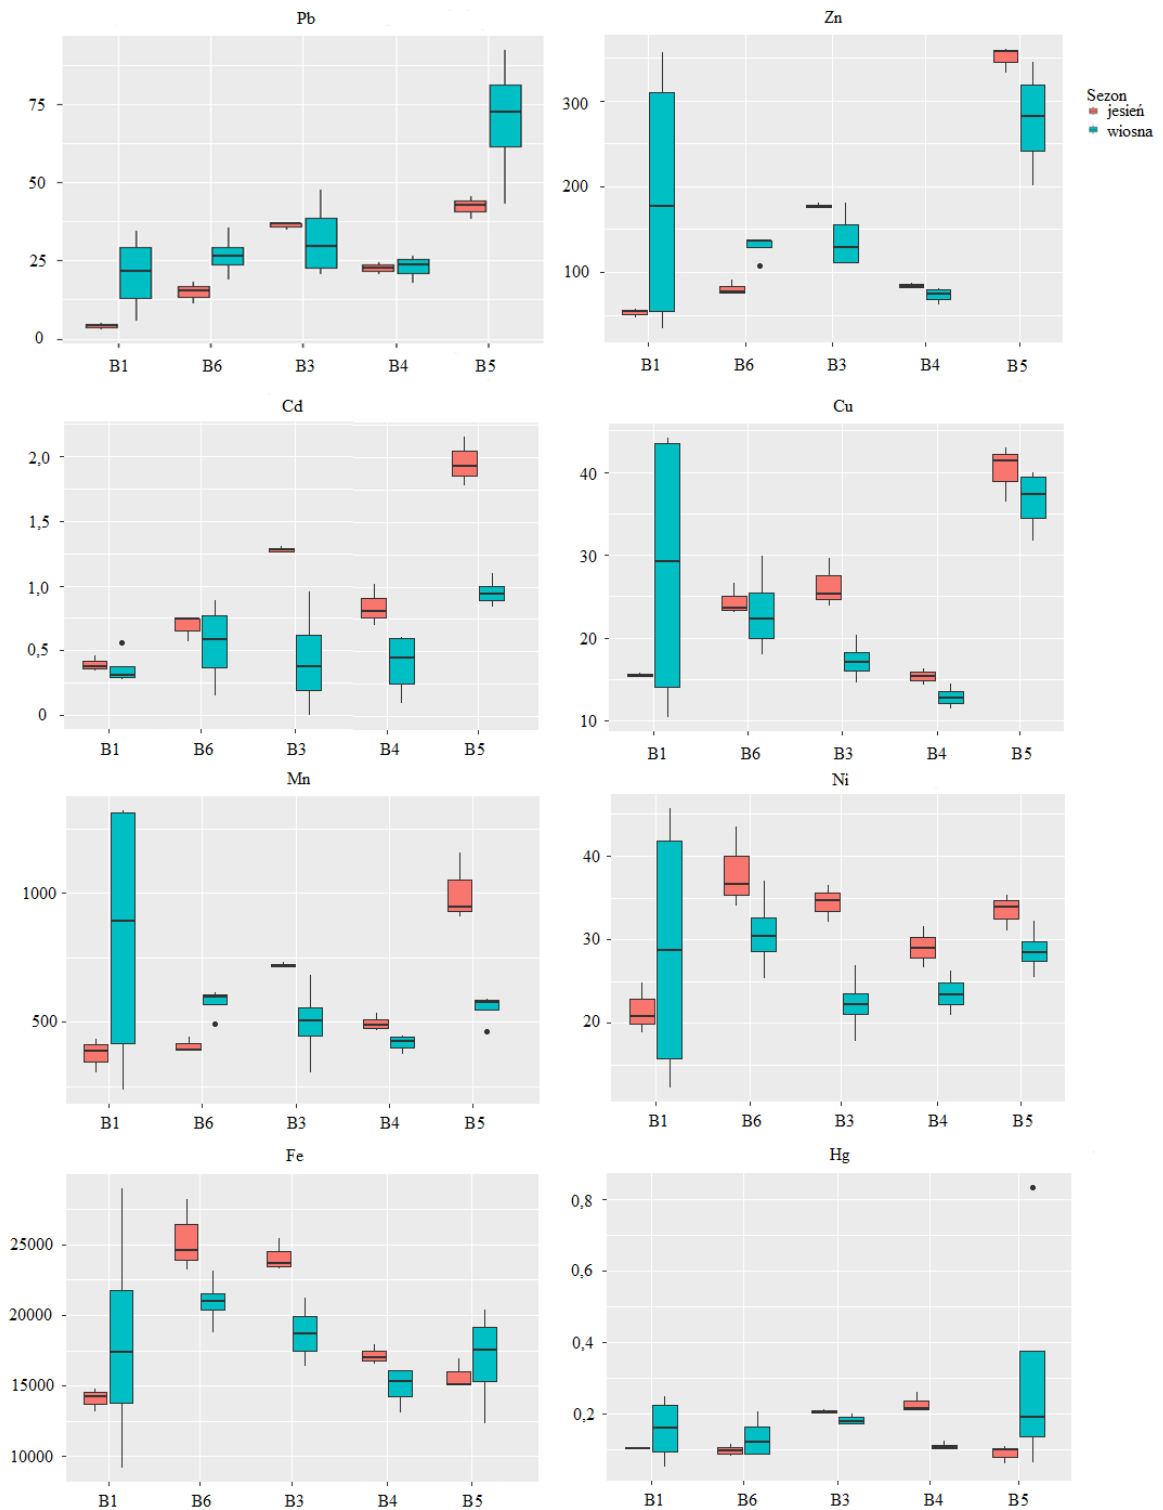 Pb
75
50
25
0
B1 B6 B3 B4 B5
Zn
300
200
100
B1 B6 B3 B4 B5
Sezon
jesień
wiosna
Cd
2,0
1,5
1,0
0,5
0
B1 B6 B3 B4 B5
Cu
40
30
20
10
B1 B6 B3 B4 B5
Mn
1000
500
B1 B6 B3 B4 B5
Ni
40
30
20
B1 B6 B3 B4 B5
Fe
25000
20000
15000
10000
B1 B6 B3 B4 B5
Hg
0,8
0,6
0,4
0,2
B1 B6 B3 B4 B5